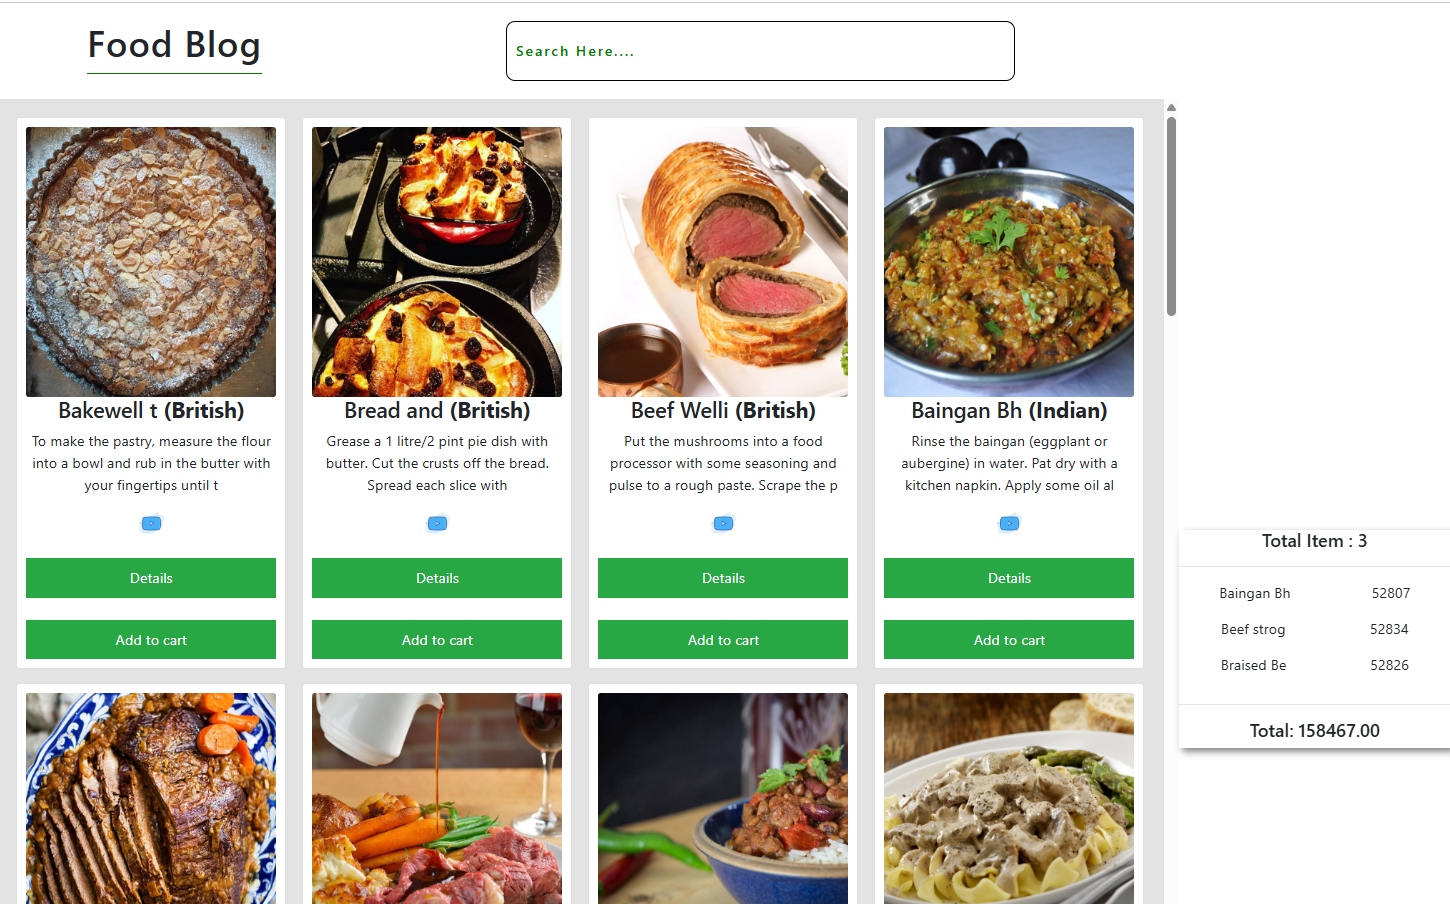 Food Blog
Search Here....
Bakewell t (British)
To make the pastry, measure the flour
into a bowl and rub in the butter with
your fingertips until t
Details
Add to cart
Bread and (British)
Grease a 1 litre/2 pint pie dish with
butter. Cut the crusts off the bread.
Spread each slice with
Details
Add to cart
Beef Welli (British)
Put the mushrooms into a food
processor with some seasoning and
pulse to a rough paste. Scrape the p
Details
Add to cart
Baingan Bh (Indian)
Rinse the baingan (eggplant or
aubergine) in water. Pat dry with a
kitchen napkin. Apply some oil al
Details
Add to cart
Total Item : 3
Baingan Bh 52807
Beef strog 52834
Braised Be 52826
Total: 158467.00